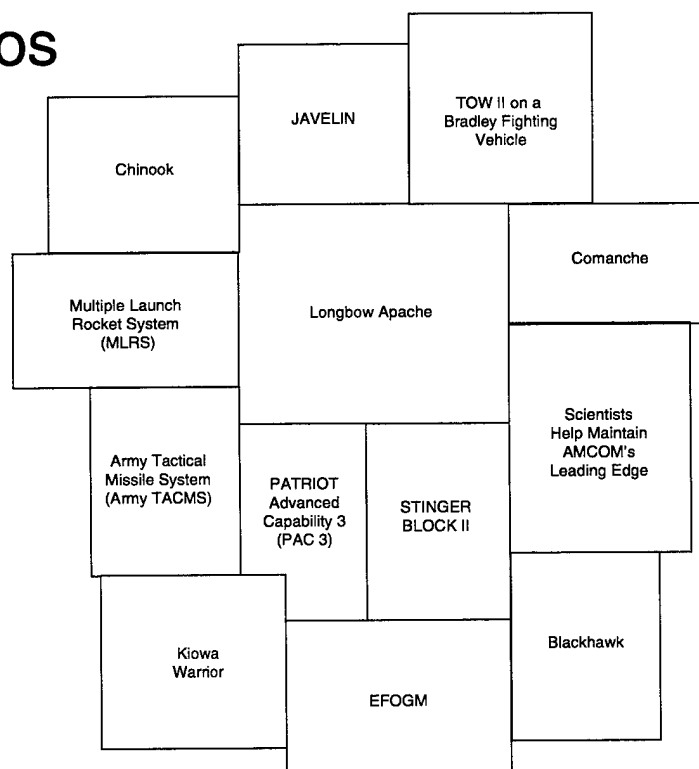 OS
JAVELIN
TOW II on a
Bradley Fighting
Vehicle
Chinook
Comanche
Multiple Launch
Rocket System
(MLRS)
Longbow Apache
Scientists
Help Maintain
AMCOM's
Leading Edge
Army Tactical
Missile System
(Army TACMS)
PATRIOT
Advanced
Capability 3
(PAC 3)
STINGER
BLOCK II
Kiowa
Warrior
Blackhawk
EFOGM